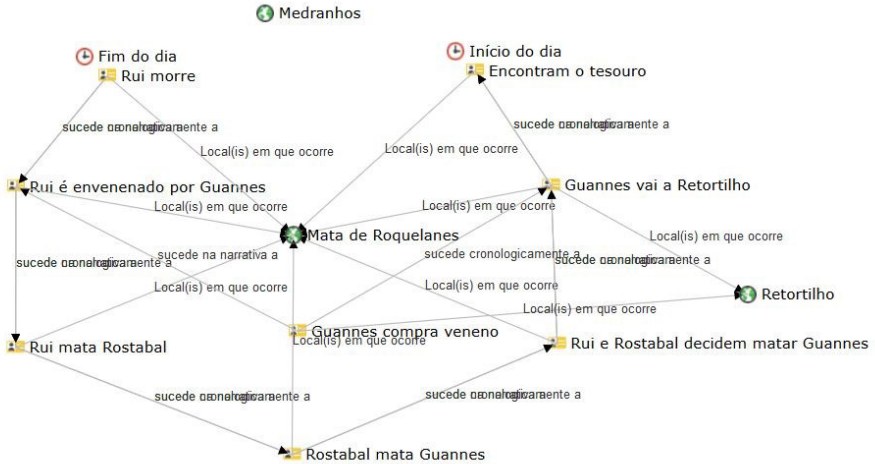 Medranhos
Fim do dia
Rui morre
Início do dia
Encontram o tesouro
Local(is) em que ocorre
Local(is) em que ocorre
Rui é envenenado por Guannes
Guannes vai a Retortilho
Local(is) em que ocorre
Local(is) em que ocorre
Mata de Roquelanes
Local(is) em que ocorre
sucede na narrativa a
sucede cronologicamente a
Local(is) em que ocorre
Local(is) em que ocorre
Retortilho
Local(is) em que ocorre
Guannes compra veneno
Local(is) em que ocorre
Rui mata Rostabal
Rui e Rostabal decidem matar Guannes
Rostabal mata Guannes